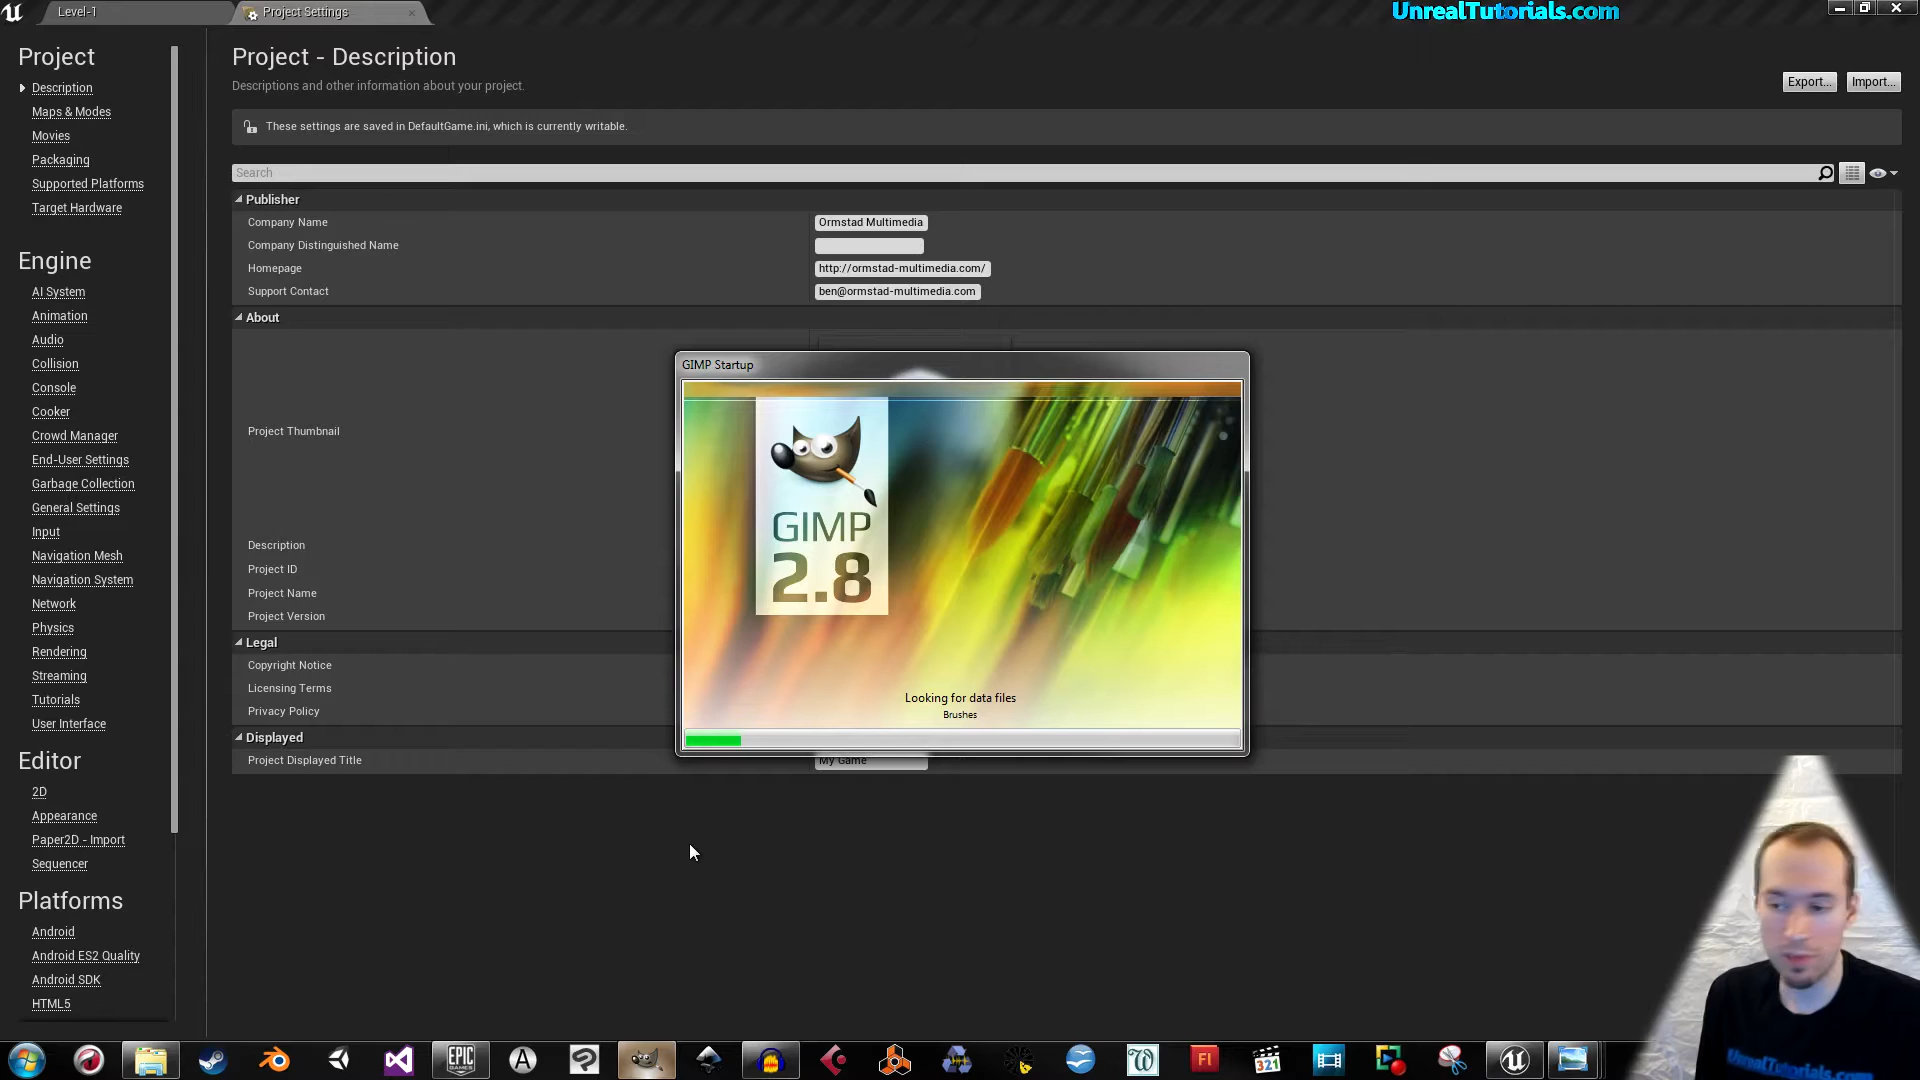 Level-1
Project Settings
UnrealTutorials.com
Project
Description
Maps & Modes
Movies
Packaging
Supported Platforms
Target Hardware
Engine
AI System
Animation
Audio
Collision
Console
Cooker
Crowd Manager
End-User Settings
Garbage Collection
General Settings
Input
Navigation Mesh
Navigation System
Network
Physics
Rendering
Streaming
Tutorials
User Interface
Editor
2D
Appearance
Paper2D - Import
Sequencer
Platforms
Android
Android ES2 Quality
Android SDK
HTML5
Project - Description
Descriptions and other information about your project.
Export...
Import...
These settings are saved in DefaultGame.ini, which is currently writable.
Search
Publisher
Company Name
Ormstad Multimedia
Company Distinguished Name
Homepage
http://ormstad-multimedia.com/
Support Contact
ben@ormstad-multimedia.com
About
Project Thumbnail
Description
Project ID
Project Name
Project Version
Legal
Copyright Notice
Licensing Terms
Privacy Policy
Displayed
Project Displayed Title
My Game
GIMP Startup
GIMP
2.8
Looking for data files
Brushes
UnrealTutorials.com
EPIC
GAMES
A
W
Fl
321